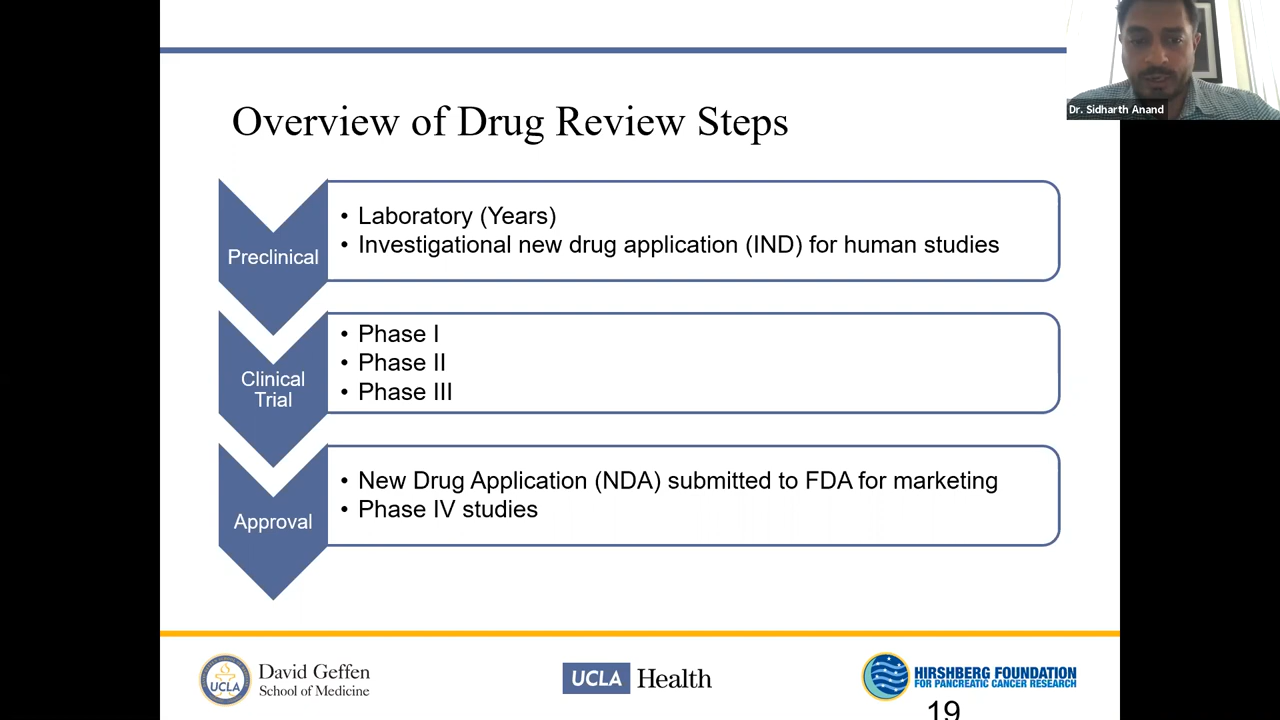 Dr. Sidharth Anand
Overview of Drug Review Steps
Preclinical
• Laboratory (Years)
• Investigational new drug application (IND) for human studies
Clinical
Trial
• Phase I
• Phase II
• Phase III
Approval
• New Drug Application (NDA) submitted to FDA for marketing
• Phase IV studies
UCLA
David Geffen
School of Medicine
UCLA Health
HIRSHBERG FOUNDATION
FOR PANCREATIC CANCER RESEARCH
19